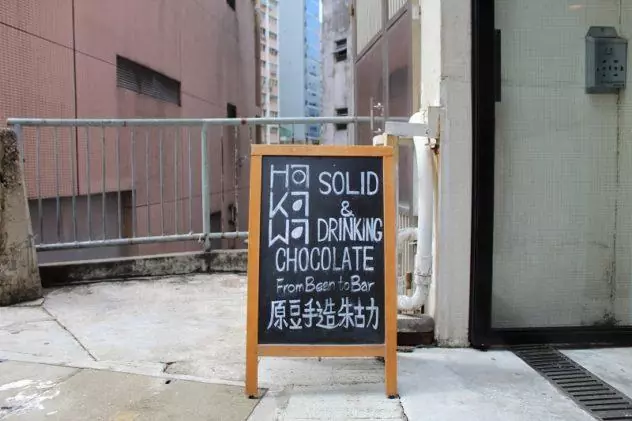 HO
KA
WA
SOLID
&
DRINKING
CHOCOLATE
From Bean to Bar
原豆手造朱古力